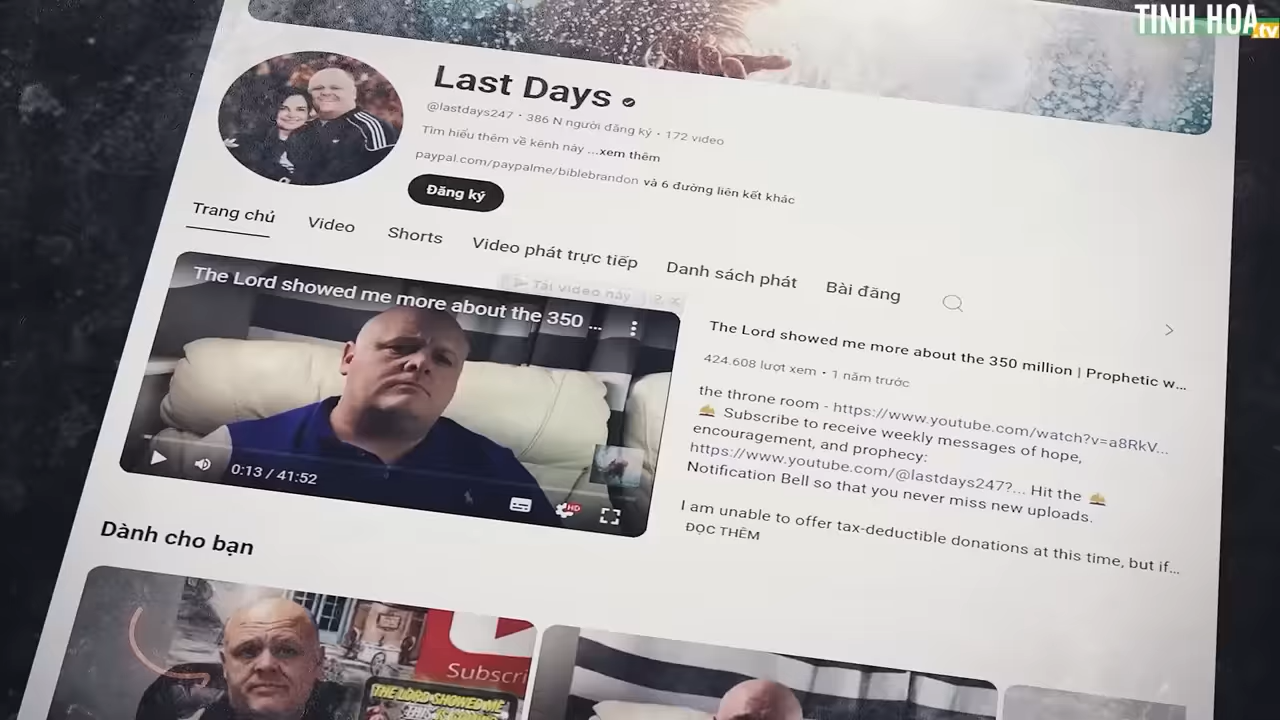 TINH HOA.tv
Last Days
@lastdays247 • 386 N người đăng ký • 172 video
Tìm hiểu thêm về kênh này ...xem thêm
paypal.com/paypalme/biblebrandon và 6 đường liên kết khác
Đăng ký
Trang chủ Video Shorts Video phát trực tiếp Danh sách phát Bài đăng
Tải video này ? ×
The Lord showed me more about the 350 ...
0:13 / 41:52
HD
The Lord showed me more about the 350 million | Prophetic w...
424.608 lượt xem • 1 năm trước
the throne room - https://www.youtube.com/watch?v=a8RkV...
Subscribe to receive weekly messages of hope,
encouragement, and prophecy:
https://www.youtube.com/@lastdays247?... Hit the
Notification Bell so that you never miss new uploads.
I am unable to offer tax-deductible donations at this time, but if...
ĐỌC THÊM
Dành cho bạn
Subscri
THE LORD SHOWED ME